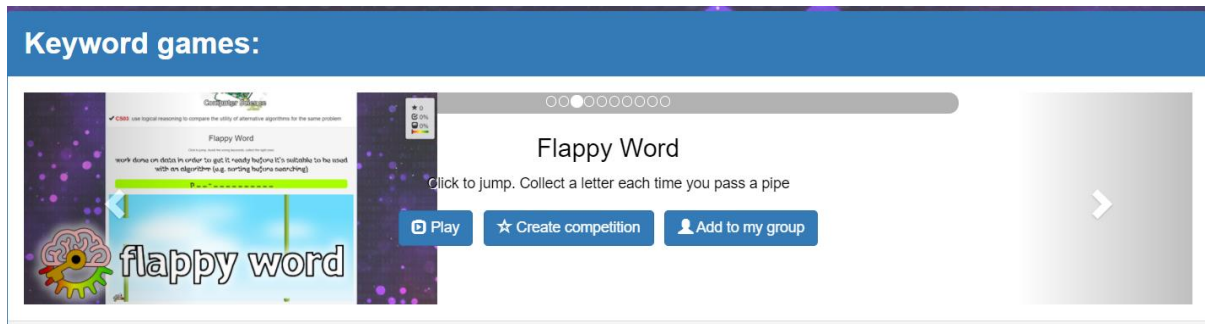 Keyword games:
Computer Science
✔ CS03 use logical reasoning to compare the utility of alternative algorithms for the same problem
Flappy Word
work done on data in order to get it ready before it's suitable to be used
with an algorithm (e.g. sorting before searching)
P--------------
flappy word
★ 0
0%
0%
Flappy Word
Click to jump. Collect a letter each time you pass a pipe
Play
Create competition
Add to my group